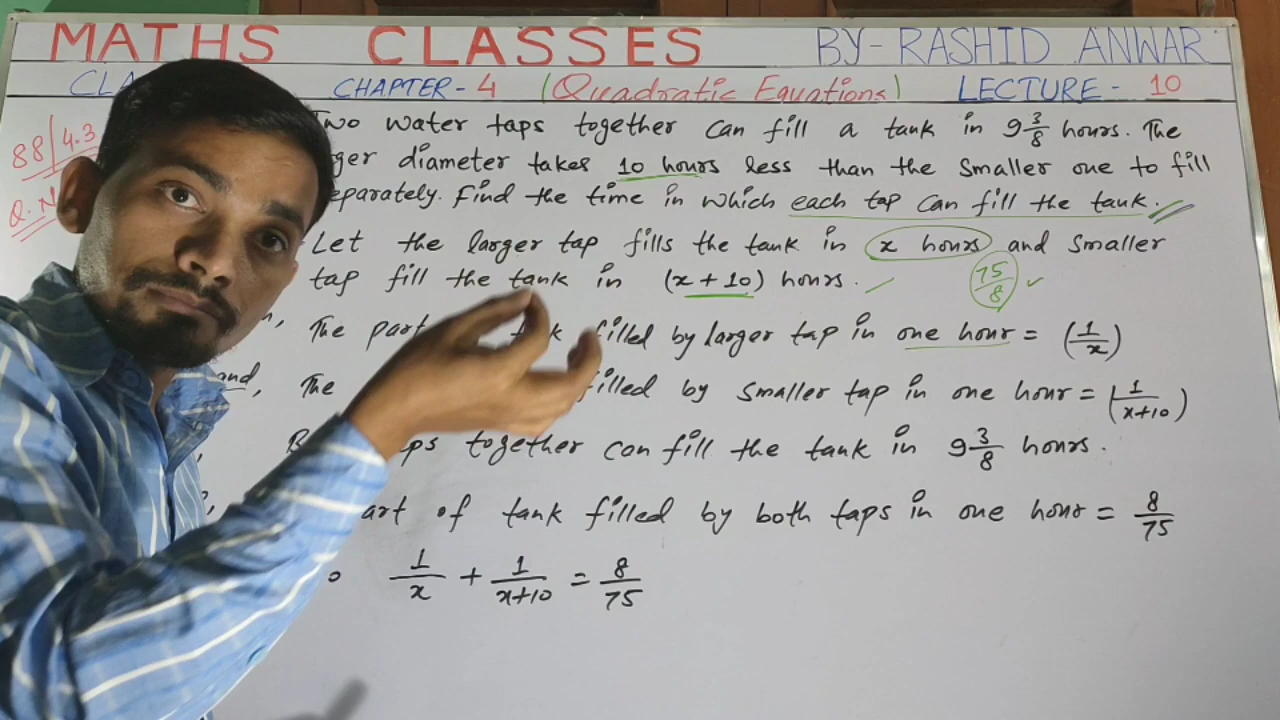 MATHS CLASSES BY-RASHID ANWAR
CHAPTER-4 (Quadratic Equations) LECTURE-10
88/4.3
Q.N
Two water taps together can fill a tank in 9 3/8 hours. The
diameter takes 10 hours less than the smaller one to fill
Find the time in which each tap can fill the tank.
Let the larger tap fills the tank in x hours and smaller
tap fill the tank in (x+10) hours.
75/8
The tank filled by larger tap in one hour = (1/x)
and, The filled by smaller tap in one hour = (1/x+10)
together can fill the tank in 9 3/8 hours.
of tank filled by both taps in one hour = 8/75
1/x + 1/x+10 = 8/75